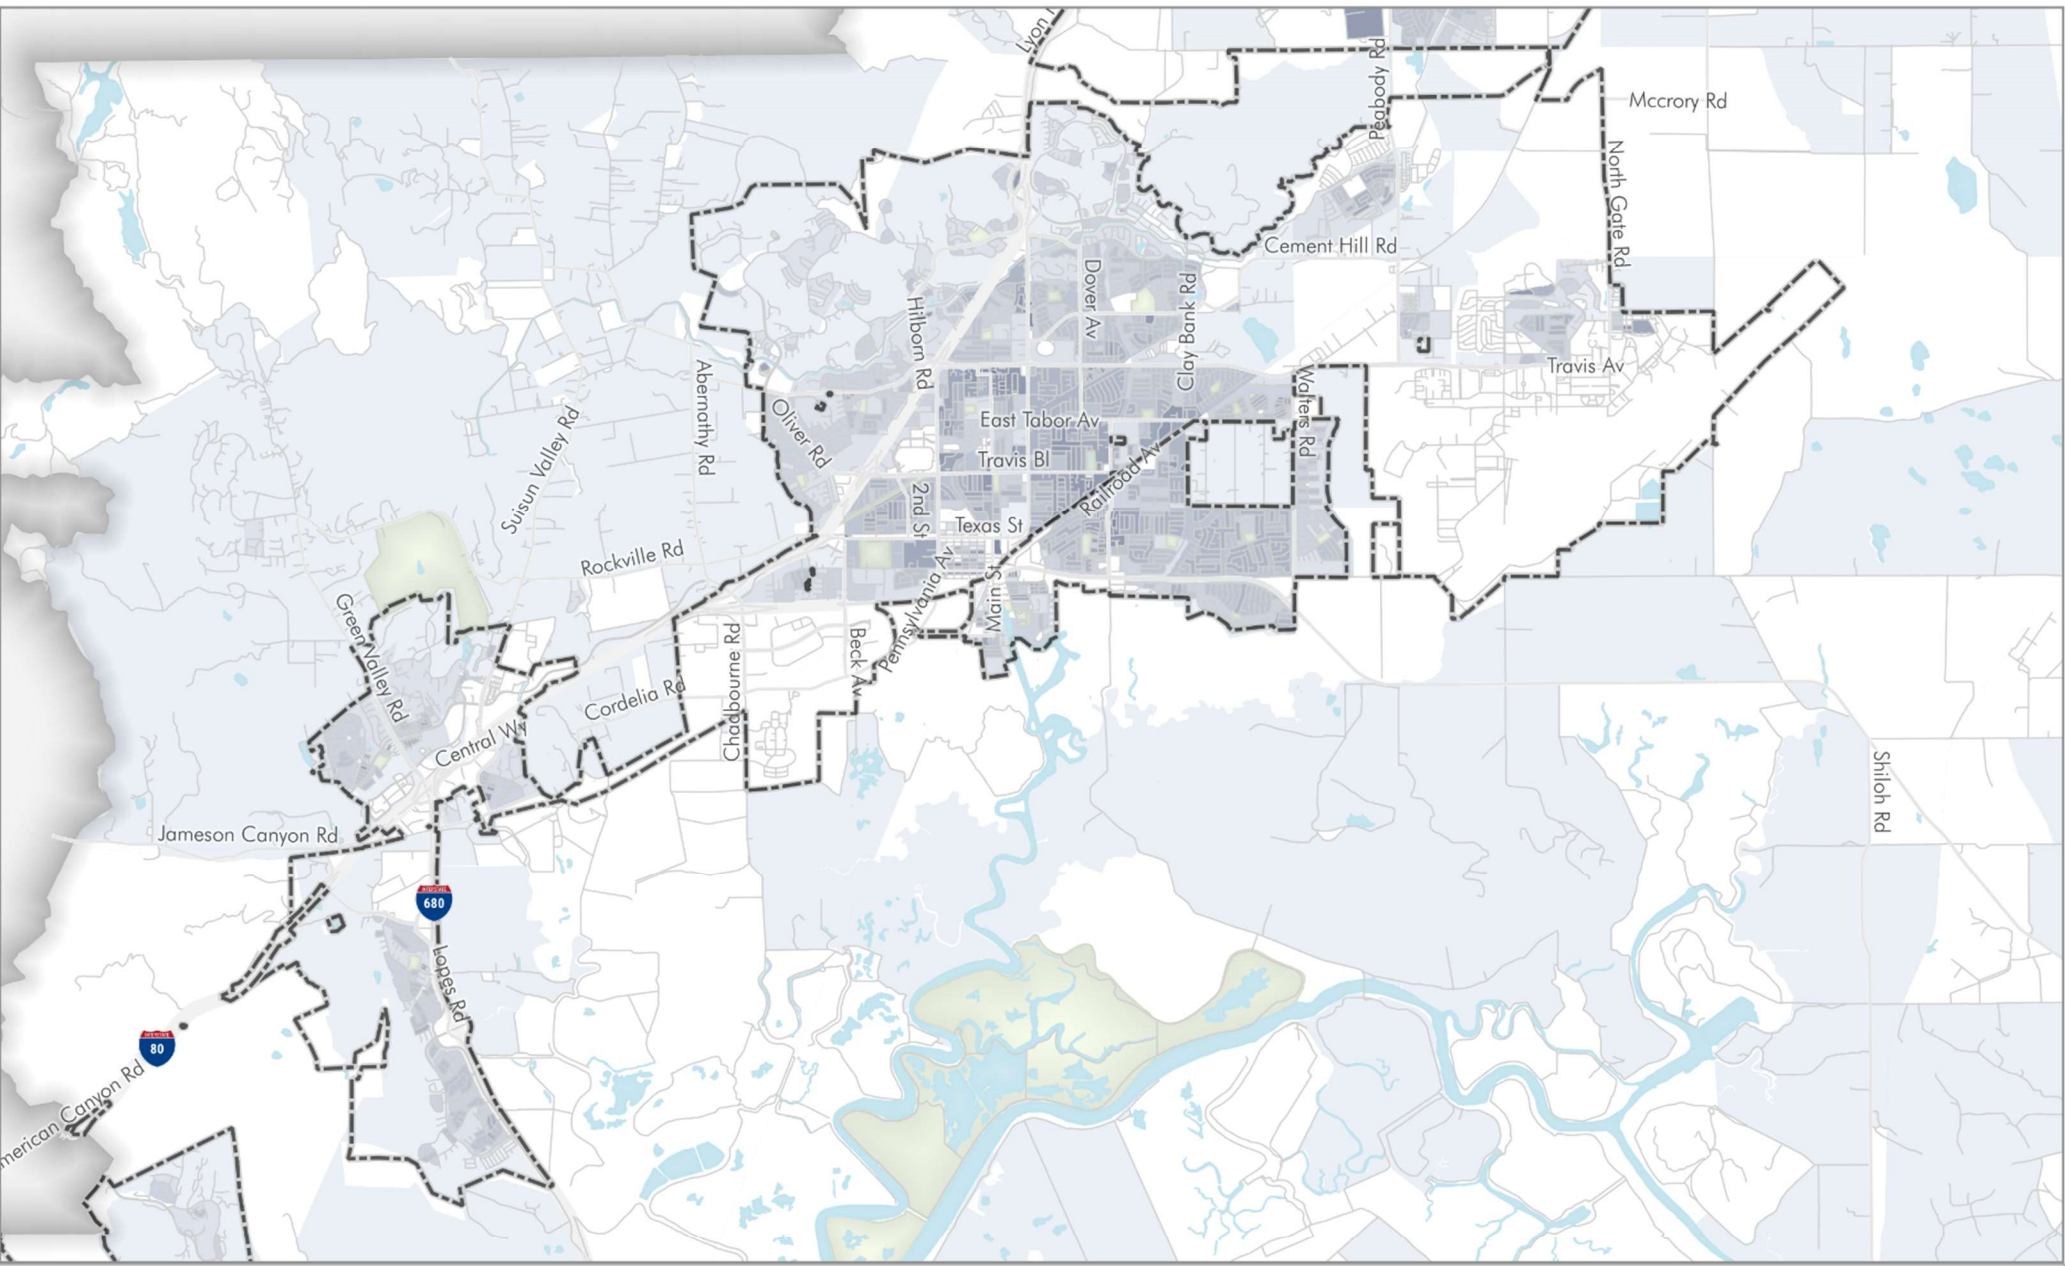 Lyon
Peabody Rd
Mccrory Rd
North Gate Rd
Cement Hill Rd
Dover Av
Clay Bank Rd
Hilborn Rd
Abernathy Rd
Travis Av
Walters Rd
Oliver Rd
East Tabor Av
Suisun Valley Rd
Travis Bl
Railroad Av
2nd St
Texas St
Rockville Rd
Pennsylvania Av
Main St
Green Valley Rd
Beck Av
Chadbourne Rd
Cordelia Rd
Central Wy
Shiloh Rd
Jameson Canyon Rd
INTERSTATE
680
Lopes Rd
INTERSTATE
80
merican Canyon Rd